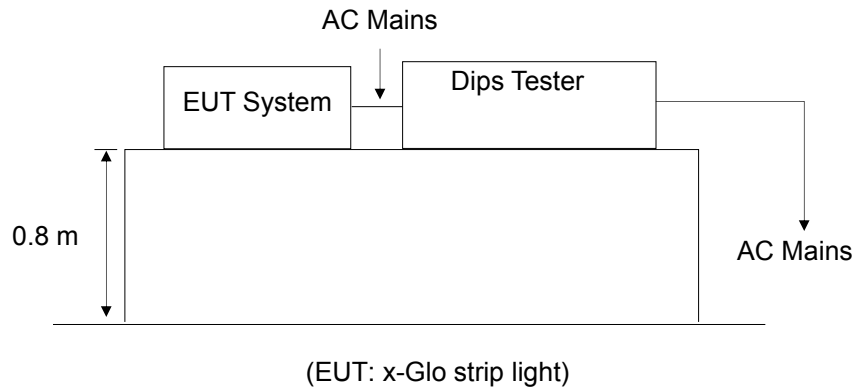 AC Mains
EUT System
Dips Tester
0.8 m
AC Mains
(EUT: x-Glo strip light)